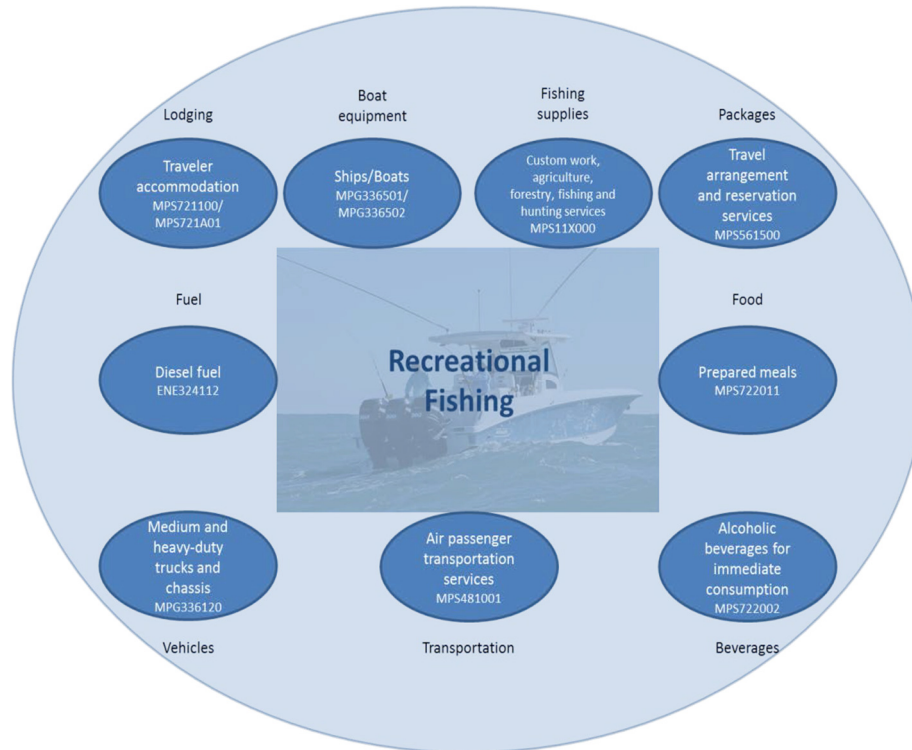 Lodging
Boat
equipment
Fishing
supplies
Packages
Traveler
accommodation
MPS721100/
MPS721A01
Ships/Boats
MPG336501/
MPG336502
Custom work,
agriculture,
forestry, fishing and
hunting services
MPS11X000
Travel
arrangement
and reservation
services
MPS561500
Fuel
Food
Diesel fuel
ENE324112
Recreational
Fishing
Prepared meals
MPS722011
Medium and
heavy-duty
trucks and
chassis
MPG336120
Air passenger
transportation
services
MPS481001
Alcoholic
beverages for
immediate
consumption
MPS722002
Vehicles
Transportation
Beverages